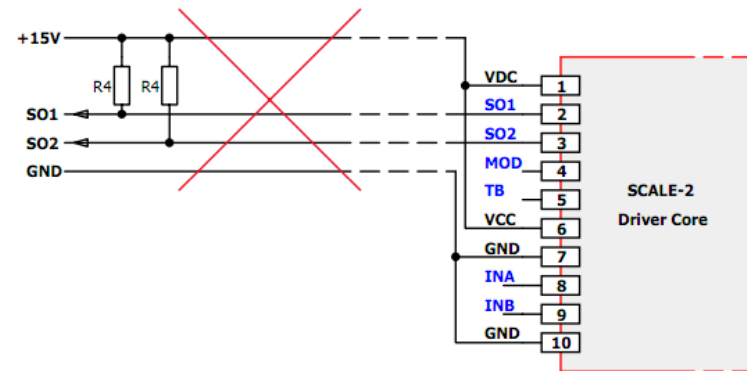 +15V
R4 R4
SO1
SO2
GND
VDC 1
SO1 2
SO2 3
MOD 4
TB 5
VCC 6
GND 7
INA 8
INB 9
GND 10
SCALE-2
Driver Core